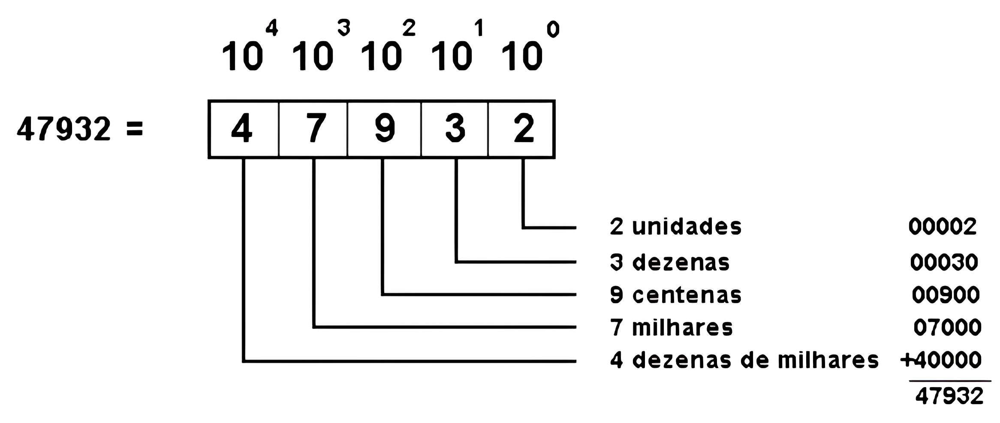 10⁴ 10³ 10² 10¹ 10⁰
47932 = 4 7 9 3 2
2 unidades 00002
3 dezenas 00030
9 centenas 00900
7 milhares 07000
4 dezenas de milhares +40000
47932